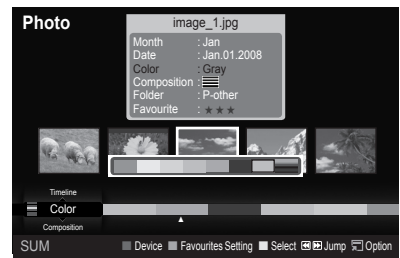 Photo
image_1.jpg
Month : Jan
Date : Jan.01.2008
Color : Gray
Composition :
Folder : P-other
Favourite : ★★★
Timeline
Color
Composition
SUM
Device Favourites Setting Select Jump Option